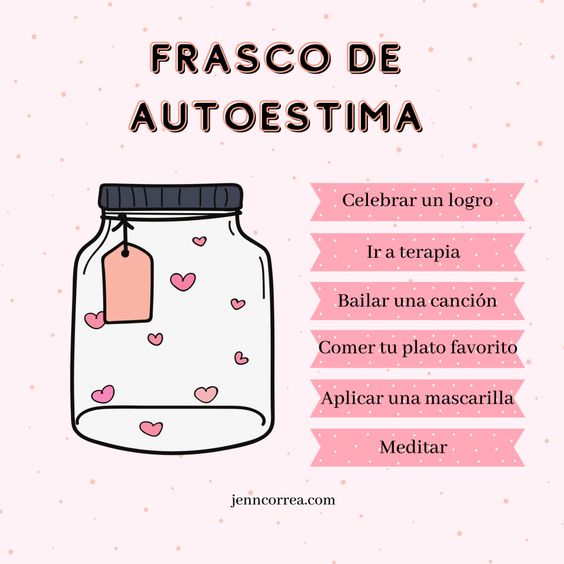 FRASCO DE
AUTOESTIMA
Celebrar un logro
Ir a terapia
Bailar una canción
Comer tu plato favorito
Aplicar una mascarilla
Meditar
jenncorrea.com